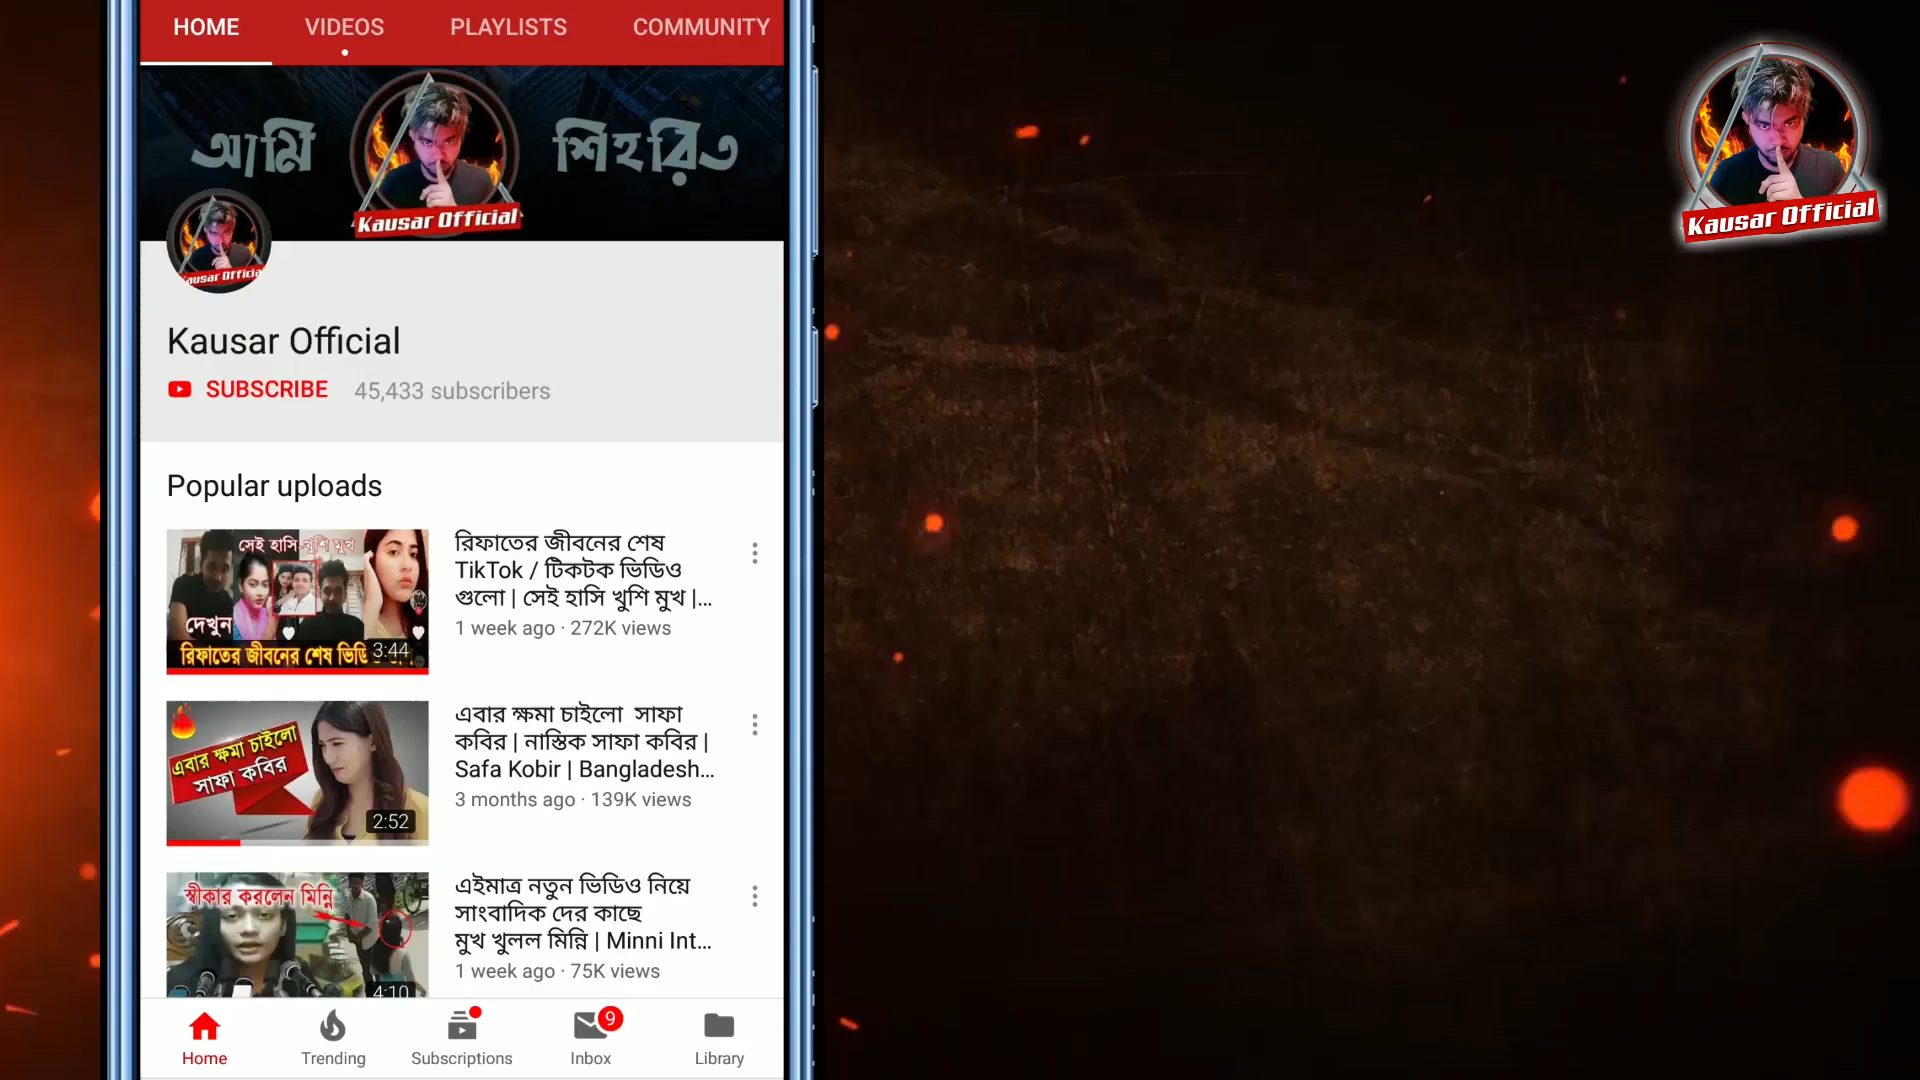 HOME VIDEOS PLAYLISTS COMMUNITY
আমি শিহরিত
Kausar Official
Kausar Official
Kausar Official
Kausar Official
SUBSCRIBE 45,433 subscribers
Popular uploads
সেই হাসি-খুশি মুখ
দেখুন
রিফাতের জীবনের শেষ
3:44
রিফাতের জীবনের শেষ
TikTok / টিকটক ভিডিও
গুলো | সেই হাসি খুশি মুখ |...
1 week ago · 272K views
এবার ক্ষমা চাইলো
সাফা কবির
2:52
এবার ক্ষমা চাইলো সাফা
কবির | নাস্তিক সাফা কবির |
Safa Kobir | Bangladesh...
3 months ago · 139K views
স্বীকার করলেন মিন্নি
4:10
এইমাত্র নতুন ভিডিও নিয়ে
সাংবাদিক দের কাছে
মুখ খুলল মিন্নি | Minni Int...
1 week ago · 75K views
9
Home Trending Subscriptions Inbox Library